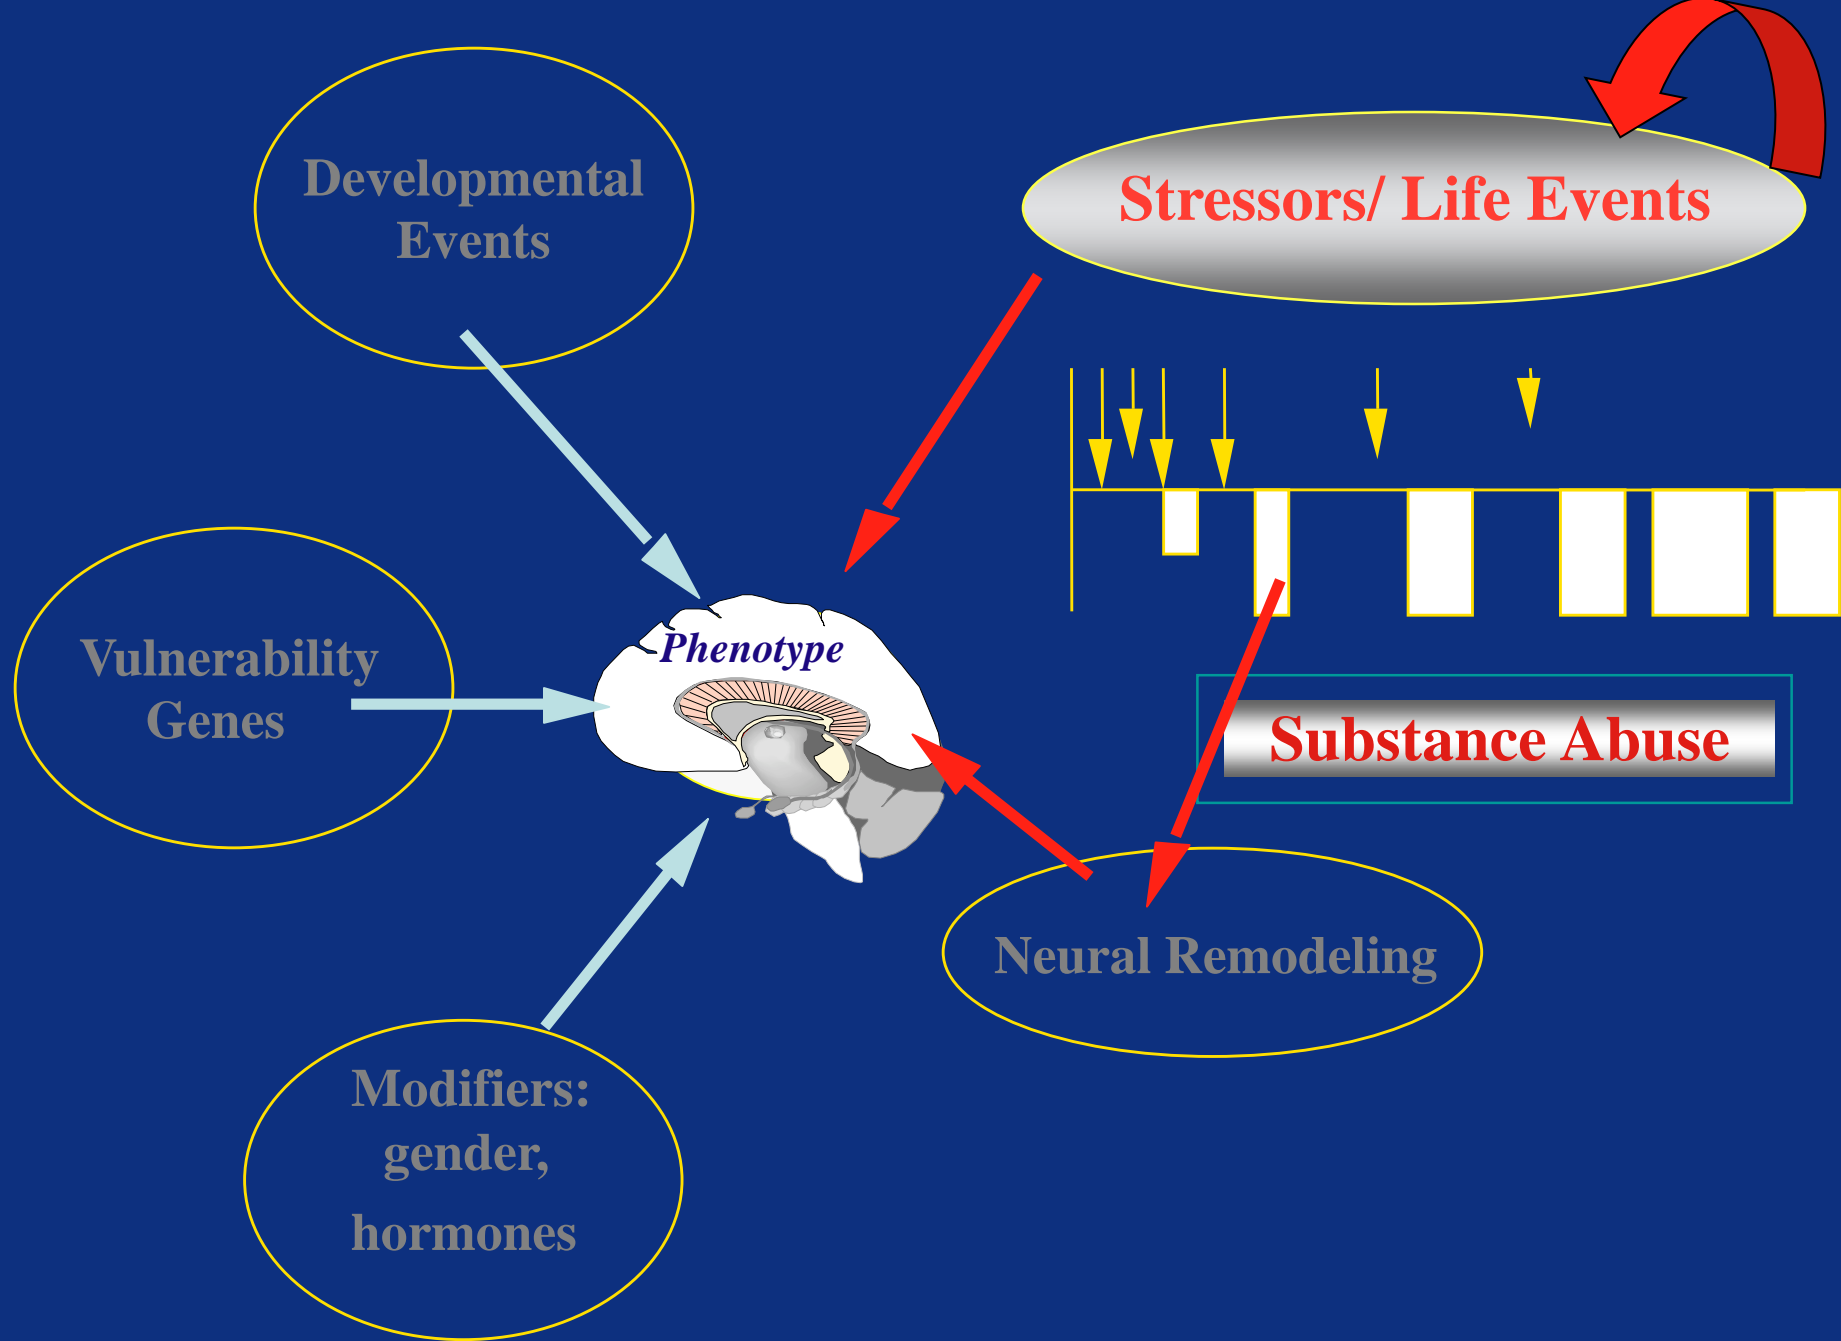 Developmental
Events
Stressors/ Life Events
Vulnerability
Genes
Phenotype
Substance Abuse
Neural Remodeling
Modifiers:
gender,
hormones